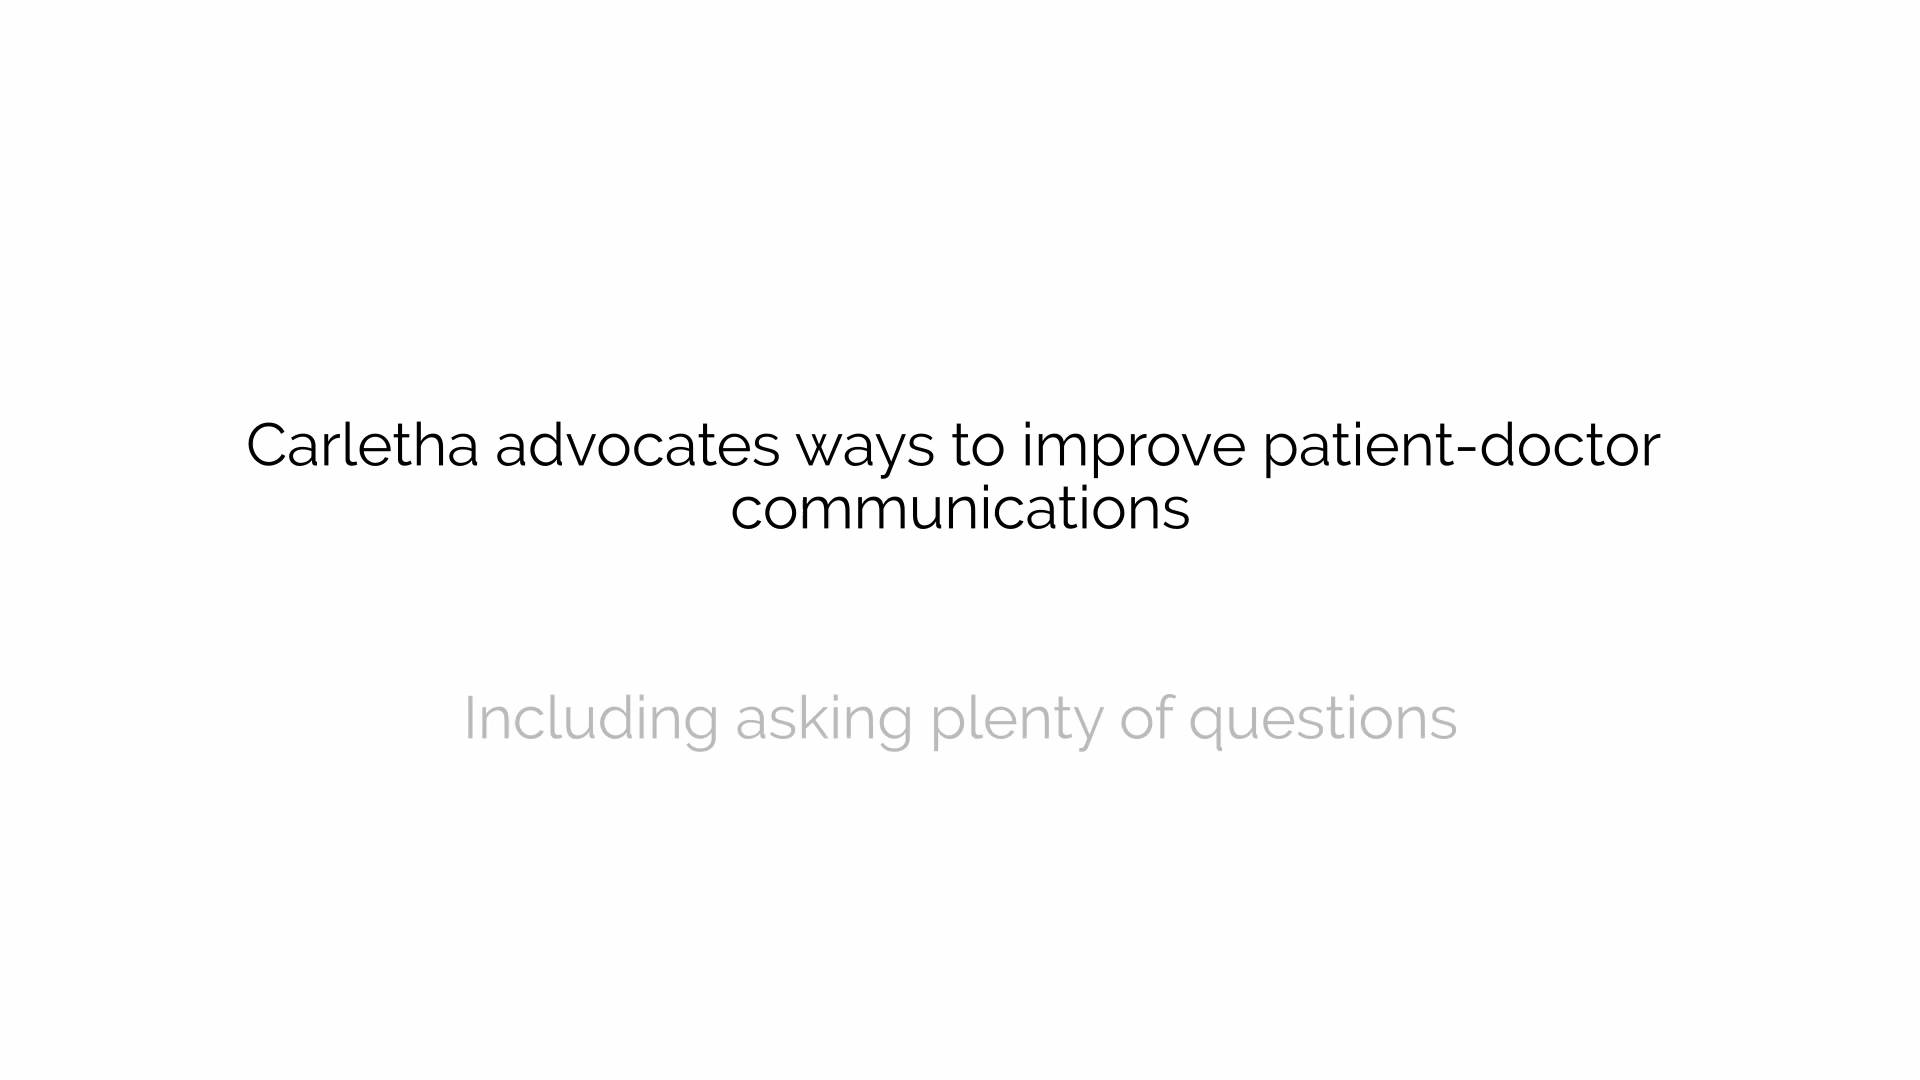 Carletha advocates ways to improve patient-doctor
communications
Including asking plenty of questions